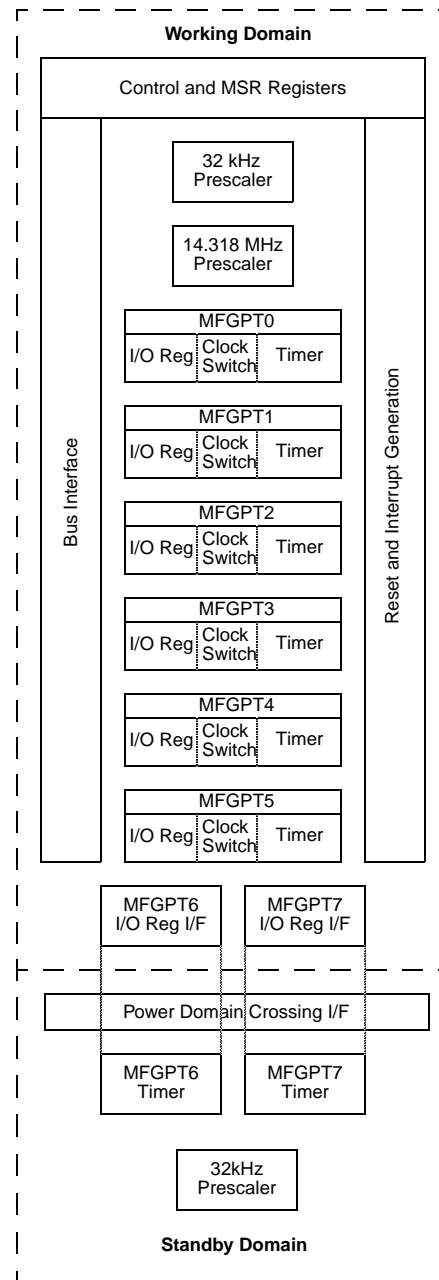 Working Domain
Control and MSR Registers
Bus Interface
32 kHz
Prescaler
14.318 MHz
Prescaler
MFGPT0
I/O Reg Clock Switch Timer
MFGPT1
I/O Reg Clock Switch Timer
MFGPT2
I/O Reg Clock Switch Timer
MFGPT3
I/O Reg Clock Switch Timer
MFGPT4
I/O Reg Clock Switch Timer
MFGPT5
I/O Reg Clock Switch Timer
Reset and Interrupt Generation
MFGPT6
I/O Reg I/F
MFGPT7
I/O Reg I/F
Power Domain Crossing I/F
MFGPT6
Timer
MFGPT7
Timer
32kHz
Prescaler
Standby Domain